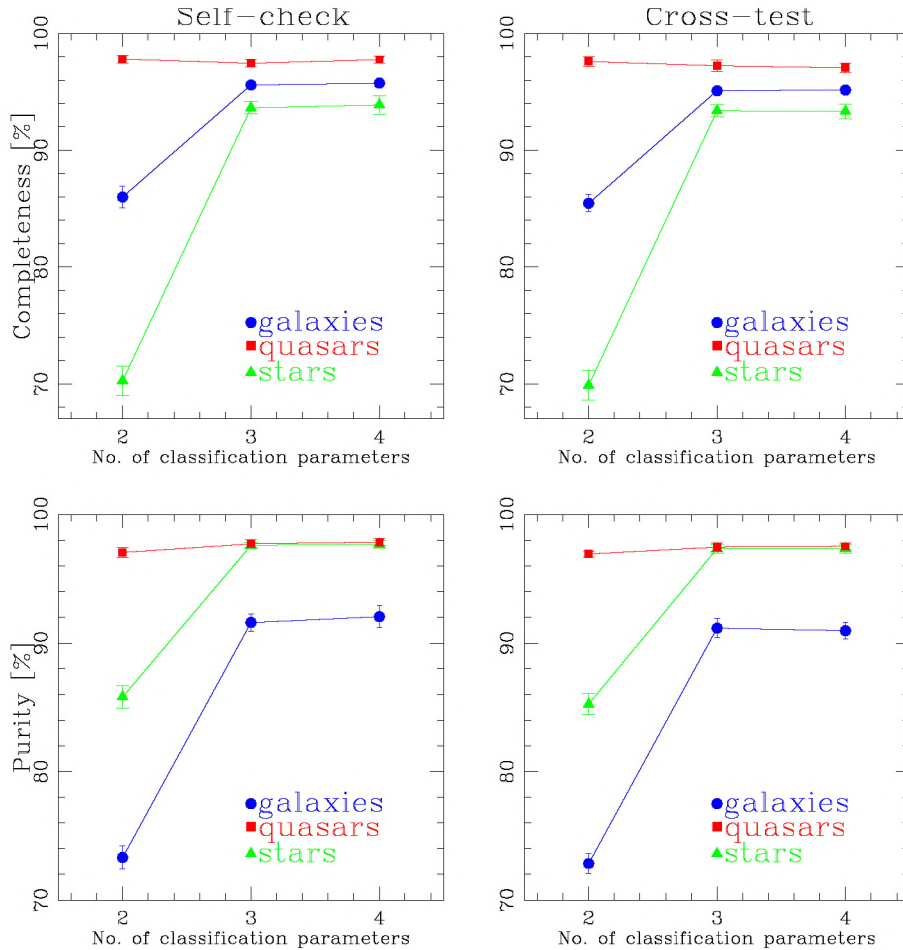 Self-check
Cross-test
Completeness [%]
100
90
80
70
galaxies
quasars
stars
2 3 4
No. of classification parameters
100
90
80
70
galaxies
quasars
stars
2 3 4
No. of classification parameters
Purity [%]
100
90
80
70
galaxies
quasars
stars
2 3 4
No. of classification parameters
100
90
80
70
galaxies
quasars
stars
2 3 4
No. of classification parameters